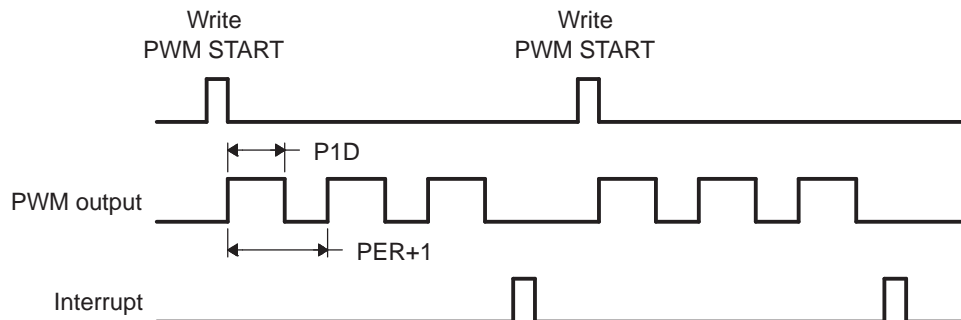 Write
PWM START
Write
PWM START
P1D
PWM output
PER+1
Interrupt